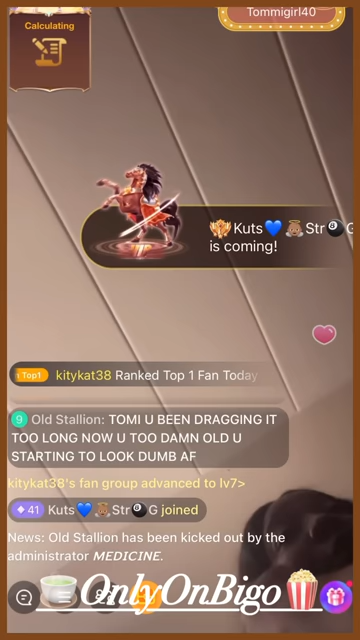 Calculating
Tommigirl40
Kuts💙👼🏽Str🎱G
is coming!
Top1 kitykat38 Ranked Top 1 Fan Today
9 Old Stallion: TOMI U BEEN DRAGGING IT
TOO LONG NOW U TOO DAMN OLD U
STARTING TO LOOK DUMB AF
kitykat38's fan group advanced to lv7>
41 Kuts💙👼🏽Str🎱G joined
News: Old Stallion has been kicked out by the
administrator MEDICINE.
OnlyOnBigo